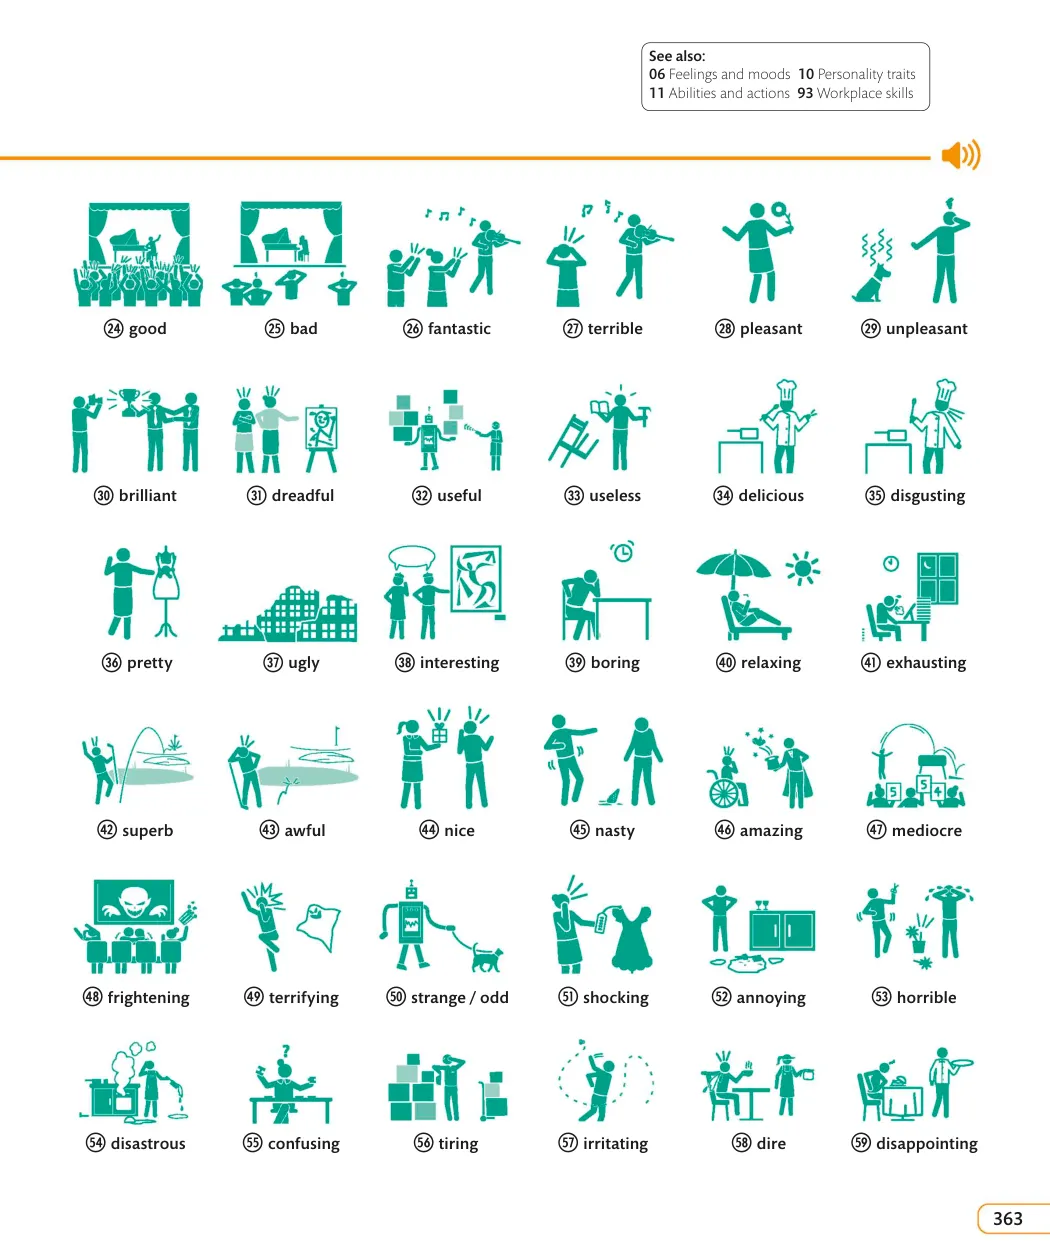 See also:
06 Feelings and moods 10 Personality traits
11 Abilities and actions 93 Workplace skills
24 good
25 bad
26 fantastic
27 terrible
28 pleasant
29 unpleasant
30 brilliant
31 dreadful
32 useful
33 useless
34 delicious
35 disgusting
36 pretty
37 ugly
38 interesting
39 boring
40 relaxing
41 exhausting
5 5 4
42 superb
43 awful
44 nice
45 nasty
46 amazing
47 mediocre
48 frightening
49 terrifying
50 strange / odd
51 shocking
52 annoying
53 horrible
?
54 disastrous
55 confusing
56 tiring
57 irritating
58 dire
59 disappointing
363